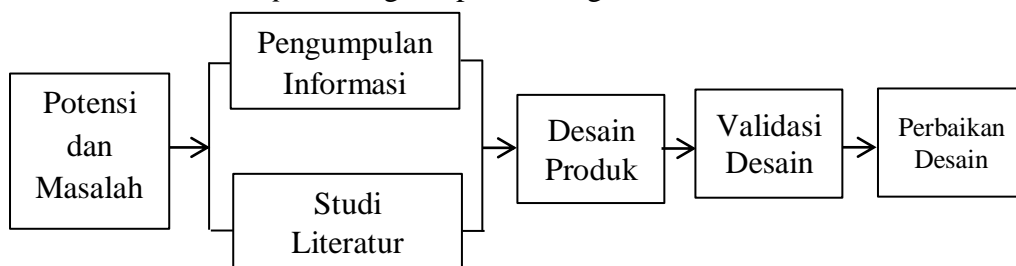 Potensi
dan
Masalah
Pengumpulan
Informasi
Studi
Literatur
Desain
Produk
Validasi
Desain
Perbaikan
Desain